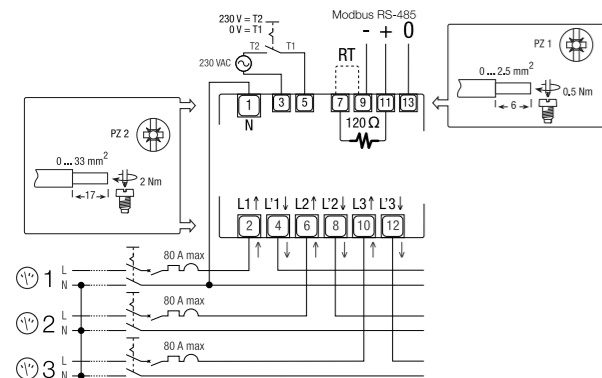 230 V = T2
0 V = T1
T2 T1
230 VAC
Modbus RS-485
RT - + 0
1 3 5 7 9 11 13
N
120 Ω
PZ 1
0 ... 2.5 mm²
0.5 Nm
6
PZ 2
0 ... 33 mm²
2 Nm
17
L1↑ L'1↓ L2↑ L'2↓ L3↑ L'3↓
2 4 6 8 10 12
80 A max
1 L
N
80 A max
2 L
N
80 A max
3 L
N